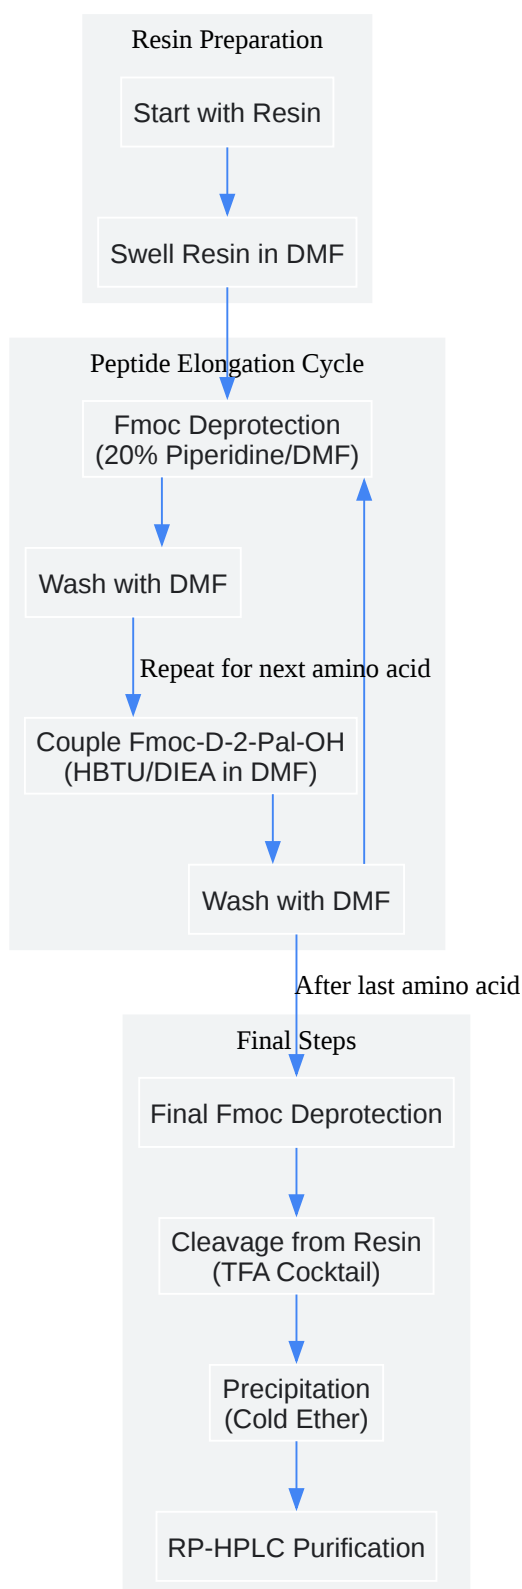 Resin Preparation
Start with Resin
Swell Resin in DMF
Peptide Elongation Cycle
Fmoc Deprotection
(20% Piperidine/DMF)
Wash with DMF
Repeat for next amino acid
Couple Fmoc-D-2-Pal-OH
(HBTU/DIEA in DMF)
Wash with DMF
After last amino acid
Final Steps
Final Fmoc Deprotection
Cleavage from Resin
(TFA Cocktail)
Precipitation
(Cold Ether)
RP-HPLC Purification